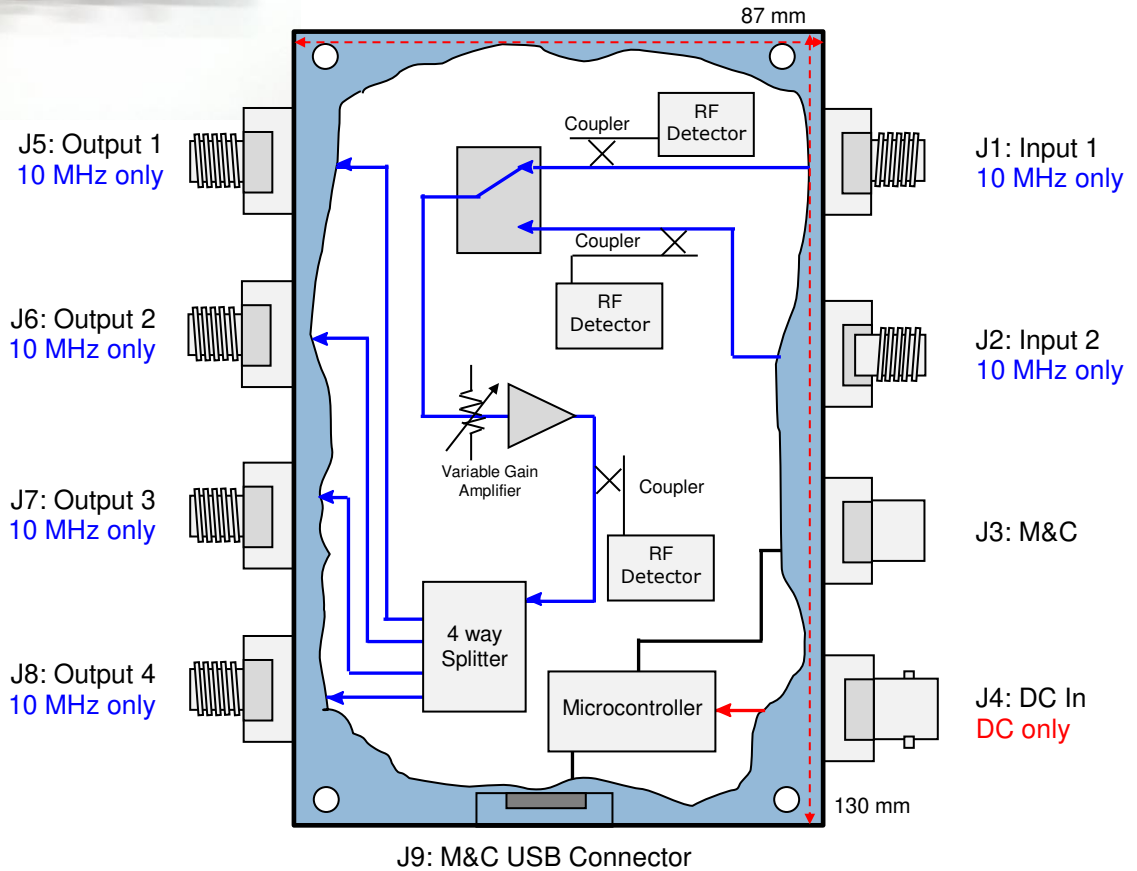 87 mm
J5: Output 1
10 MHz only
J6: Output 2
10 MHz only
J7: Output 3
10 MHz only
J8: Output 4
10 MHz only
Coupler
RF
Detector
Coupler
RF
Detector
Variable Gain
Amplifier
Coupler
RF
Detector
4 way
Splitter
Microcontroller
J1: Input 1
10 MHz only
J2: Input 2
10 MHz only
J3: M&C
J4: DC In
DC only
130 mm
J9: M&C USB Connector